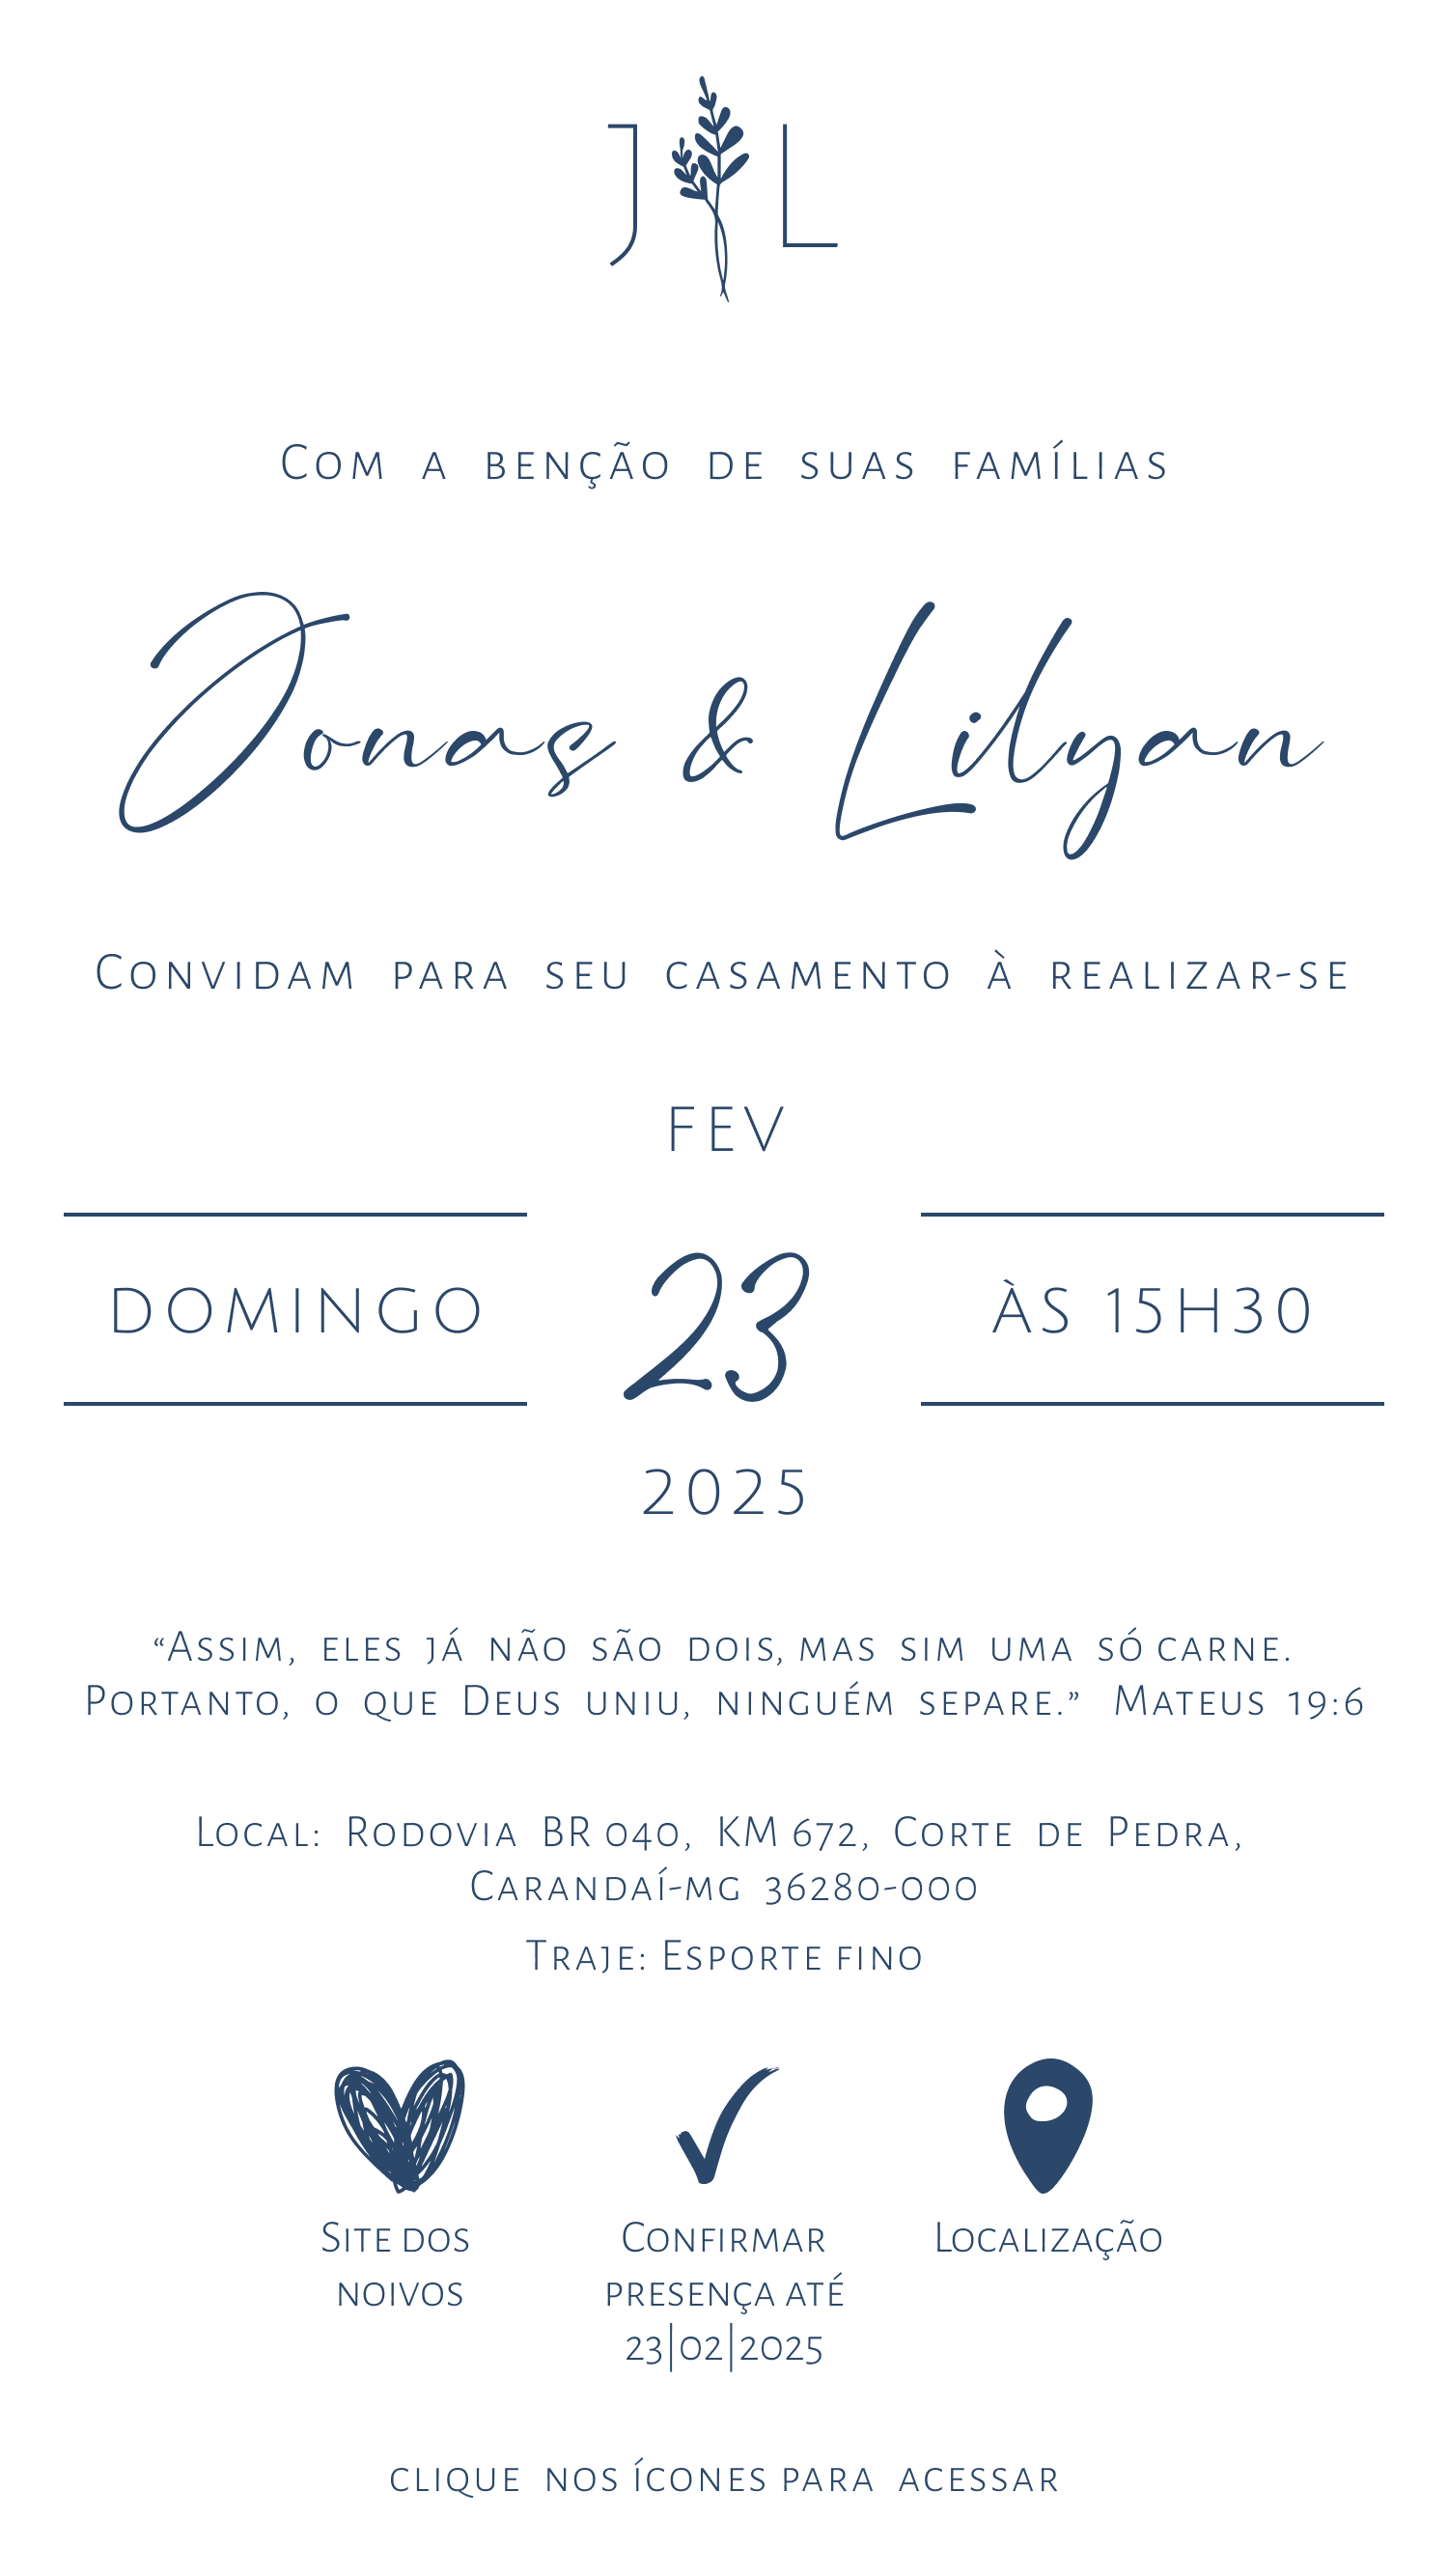 J L
Com a benção de suas famílias
Jonas & Lilyan
Convidam para seu casamento à realizar-se
FEV
DOMINGO 23 ÀS 15H30
2025
“Assim, eles já não são dois, mas sim uma só carne.
Portanto, o que Deus uniu, ninguém separe.” Mateus 19:6
Local: Rodovia BR 040, KM 672, Corte de Pedra,
Carandaí-mg 36280-000
Traje: Esporte fino
Site dos
noivos
Confirmar
presença até
23|02|2025
Localização
clique nos ícones para acessar